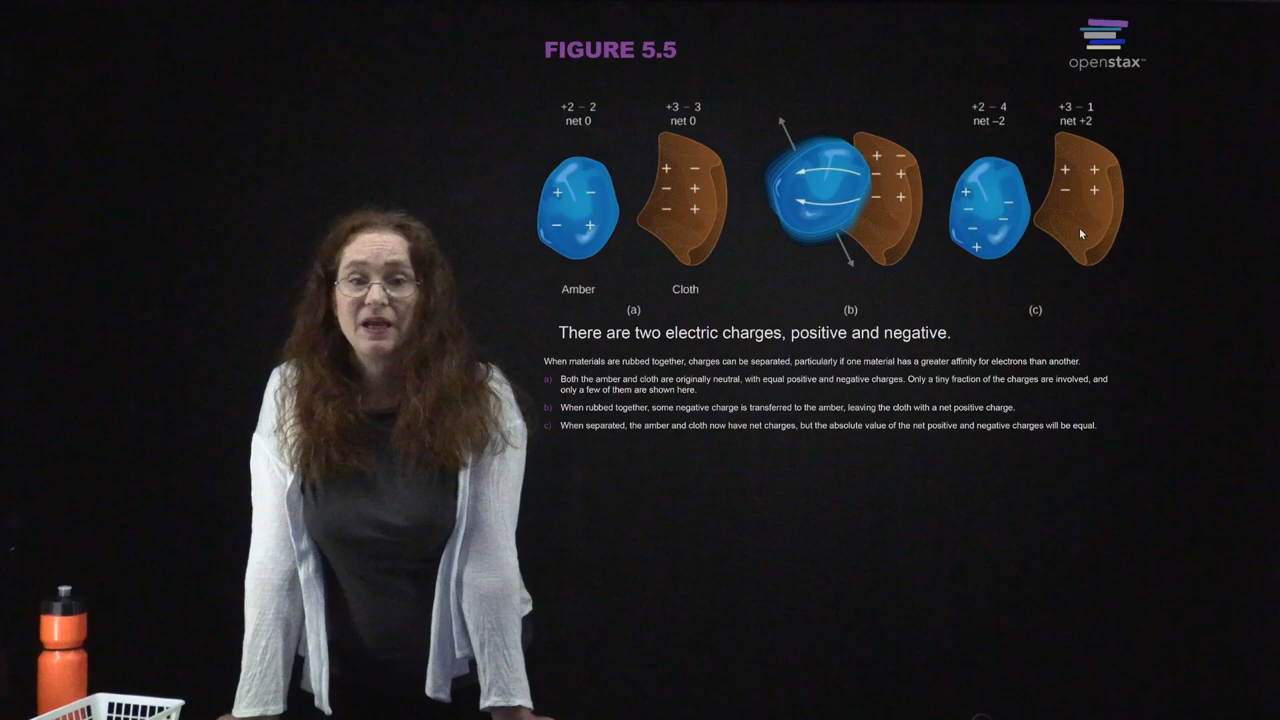 FIGURE 5.5
openstax™
+2 − 2
net 0
+3 − 3
net 0
+2 − 4
net −2
+3 − 1
net +2
+ −
− +
+ −
− +
− +
+ −
− +
− +
+ −
− −
+
+ +
− +
Amber
Cloth
(a)
(b)
(c)
There are two electric charges, positive and negative.
When materials are rubbed together, charges can be separated, particularly if one material has a greater affinity for electrons than another.
a) Both the amber and cloth are originally neutral, with equal positive and negative charges. Only a tiny fraction of the charges are involved, and
only a few of them are shown here.
b) When rubbed together, some negative charge is transferred to the amber, leaving the cloth with a net positive charge.
c) When separated, the amber and cloth now have net charges, but the absolute value of the net positive and negative charges will be equal.